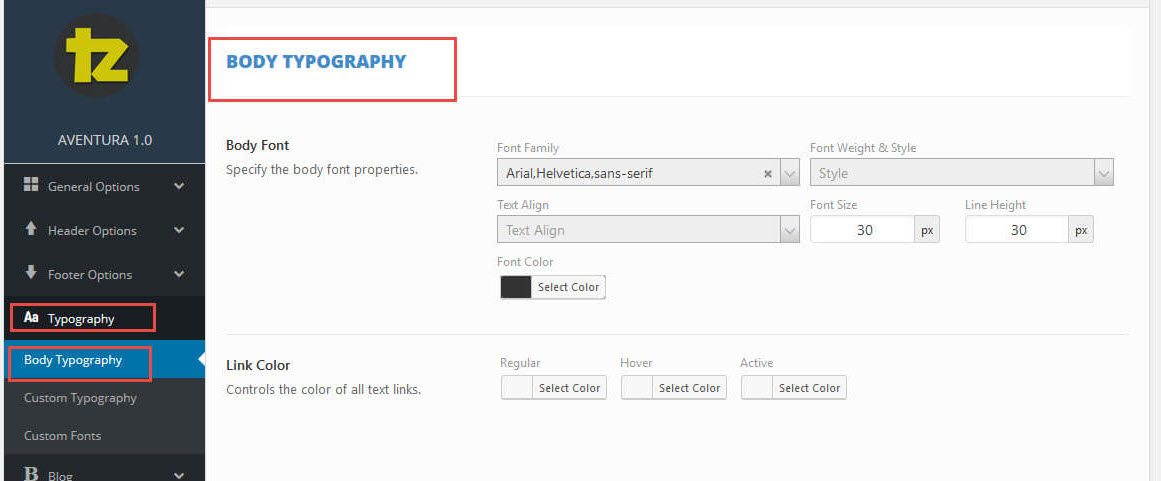 tz
AVENTURA 1.0
General Options
Header Options
Footer Options
Aa Typography
Body Typography
Custom Typography
Custom Fonts
B Blog
BODY TYPOGRAPHY
Body Font
Specify the body font properties.
Font Family
Arial,Helvetica,sans-serif ×
Font Weight & Style
Style
Text Align
Text Align
Font Size
30 px
Line Height
30 px
Font Color
Select Color
Link Color
Controls the color of all text links.
Regular
Select Color
Hover
Select Color
Active
Select Color